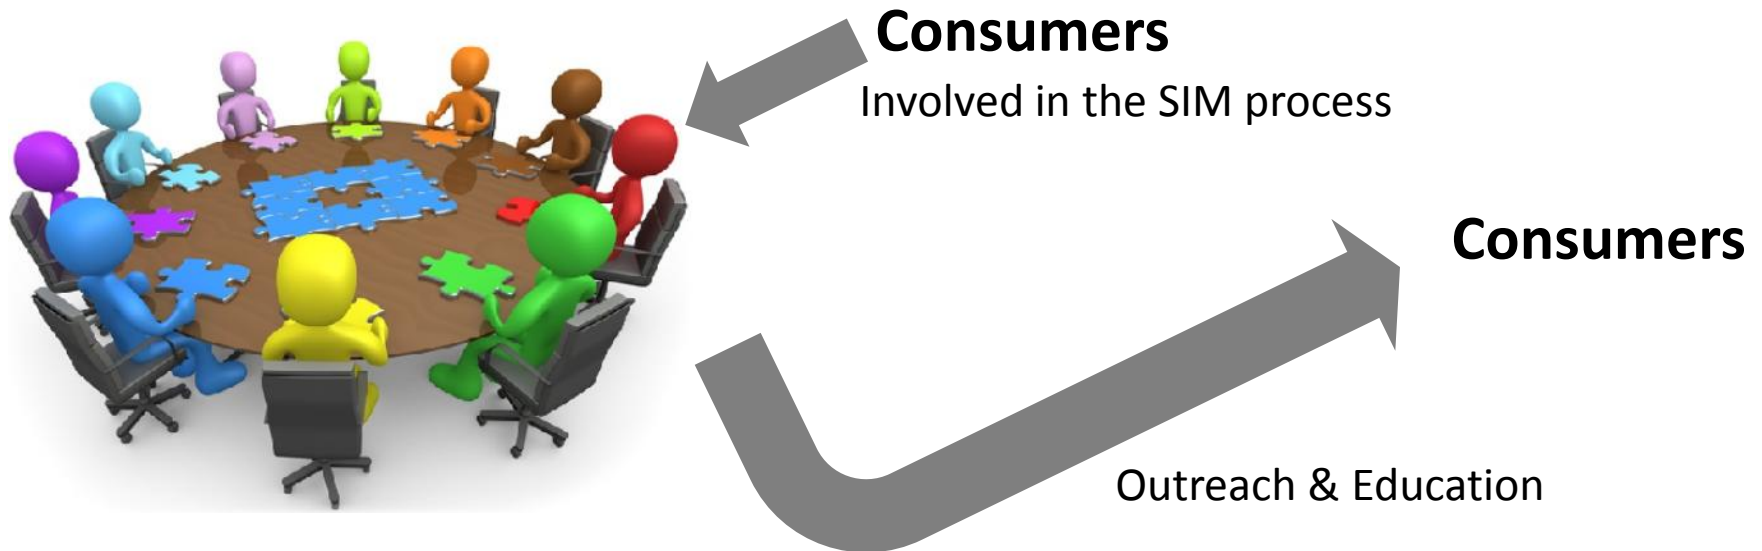 Consumers
Involved in the SIM process
Consumers
Outreach & Education